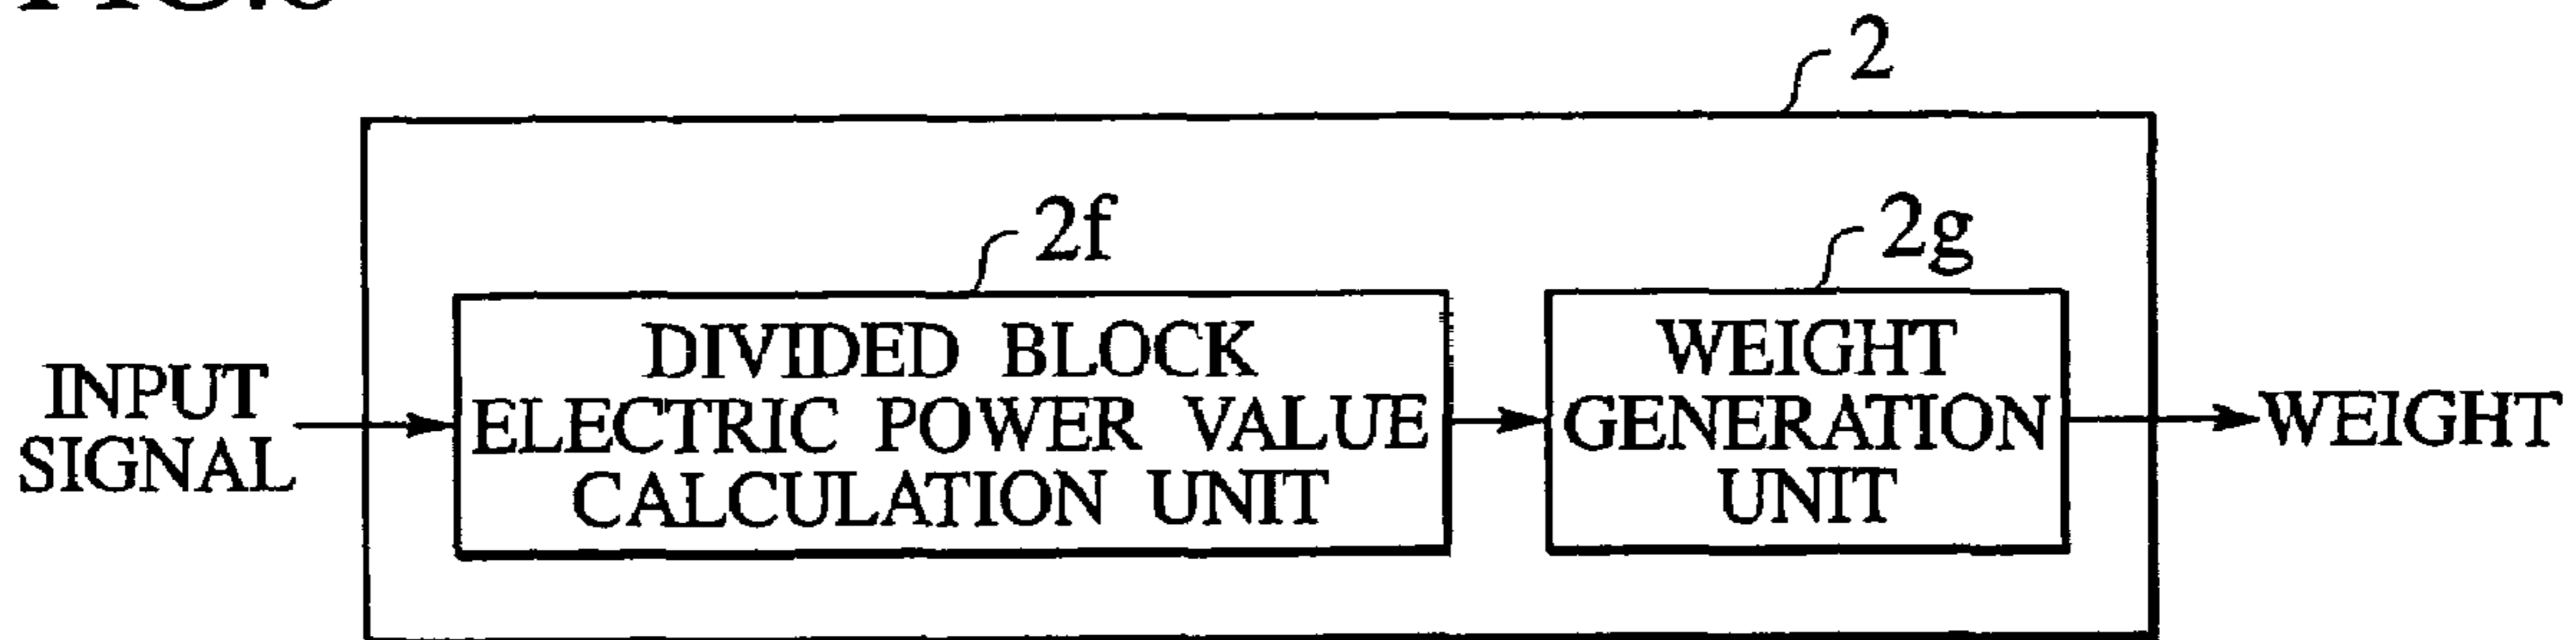 2
2f
2g
DIVIDED BLOCK
ELECTRIC POWER VALUE
CALCULATION UNIT
WEIGHT
GENERATION
UNIT
INPUT
SIGNAL
WEIGHT